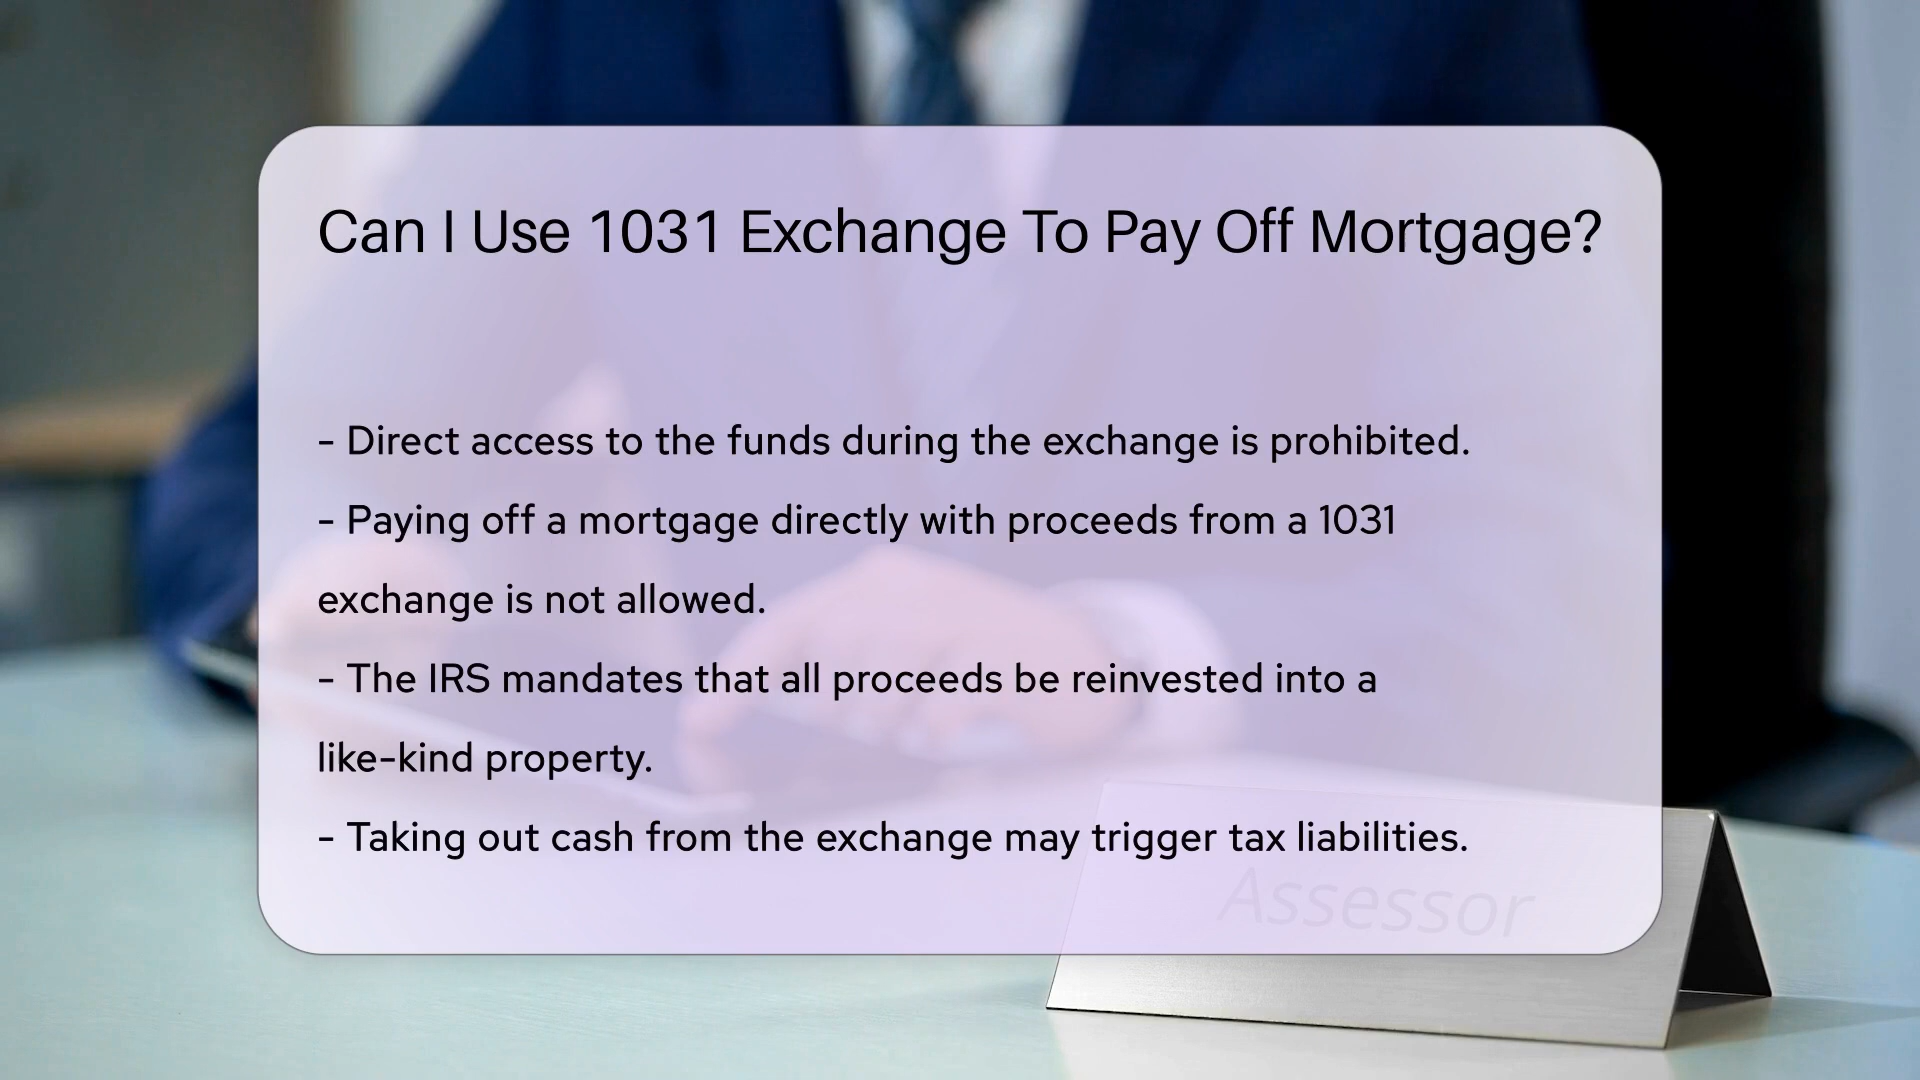 Can I Use 1031 Exchange To Pay Off Mortgage?
- Direct access to the funds during the exchange is prohibited.
- Paying off a mortgage directly with proceeds from a 1031
exchange is not allowed.
- The IRS mandates that all proceeds be reinvested into a
like-kind property.
- Taking out cash from the exchange may trigger tax liabilities.
Assessor